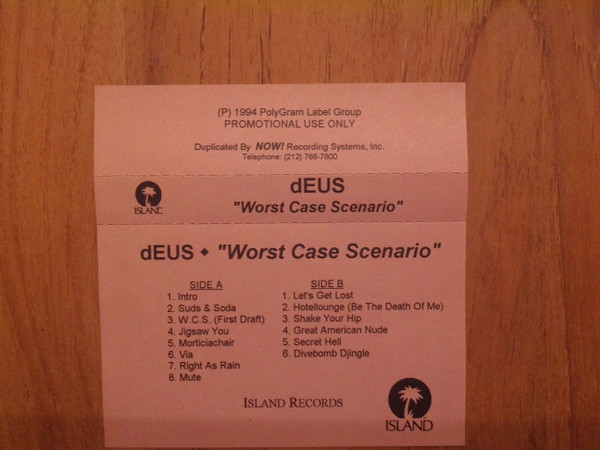 (P) 1994 PolyGram Label Group
PROMOTIONAL USE ONLY
Duplicated By NOW! Recording Systems, Inc.
Telephone: (212) 768-7800
ISLAND
dEUS
"Worst Case Scenario"
dEUS ◆ "Worst Case Scenario"
SIDE A
1. Intro
2. Suds & Soda
3. W.C.S. (First Draft)
4. Jigsaw You
5. Morticiachair
6. Via
7. Right As Rain
8. Mute
SIDE B
1. Let's Get Lost
2. Hotellounge (Be The Death Of Me)
3. Shake Your Hip
4. Great American Nude
5. Secret Hell
6. Divebomb Djingle
ISLAND RECORDS
ISLAND